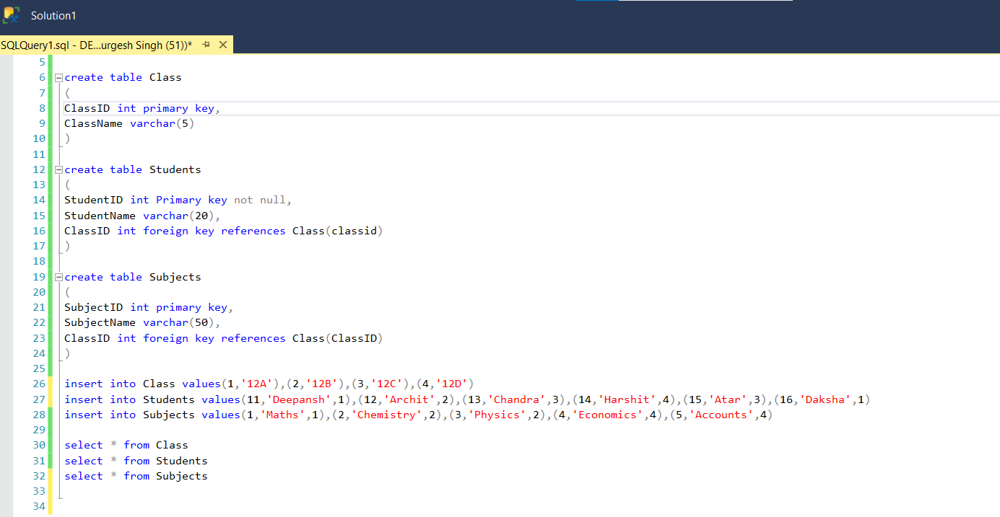 Solution1
SQLQuery1.sql - DE...urgesh Singh (51))*
5
6 create table Class
7 (
8 ClassID int primary key,
9 ClassName varchar(5)
10 )
11
12 create table Students
13 (
14 StudentID int Primary key not null,
15 StudentName varchar(20),
16 ClassID int foreign key references Class(classid)
17 )
18
19 create table Subjects
20 (
21 SubjectID int primary key,
22 SubjectName varchar(50),
23 ClassID int foreign key references Class(ClassID)
24 )
25
26 insert into Class values(1,'12A'),(2,'12B'),(3,'12C'),(4,'12D')
27 insert into Students values(11,'Deepansh',1),(12,'Archit',2),(13,'Chandra',3),(14,'Harshit',4),(15,'Atar',3),(16,'Daksha',1)
28 insert into Subjects values(1,'Maths',1),(2,'Chemistry',2),(3,'Physics',2),(4,'Economics',4),(5,'Accounts',4)
29
30 select * from Class
31 select * from Students
32 select * from Subjects
33
34